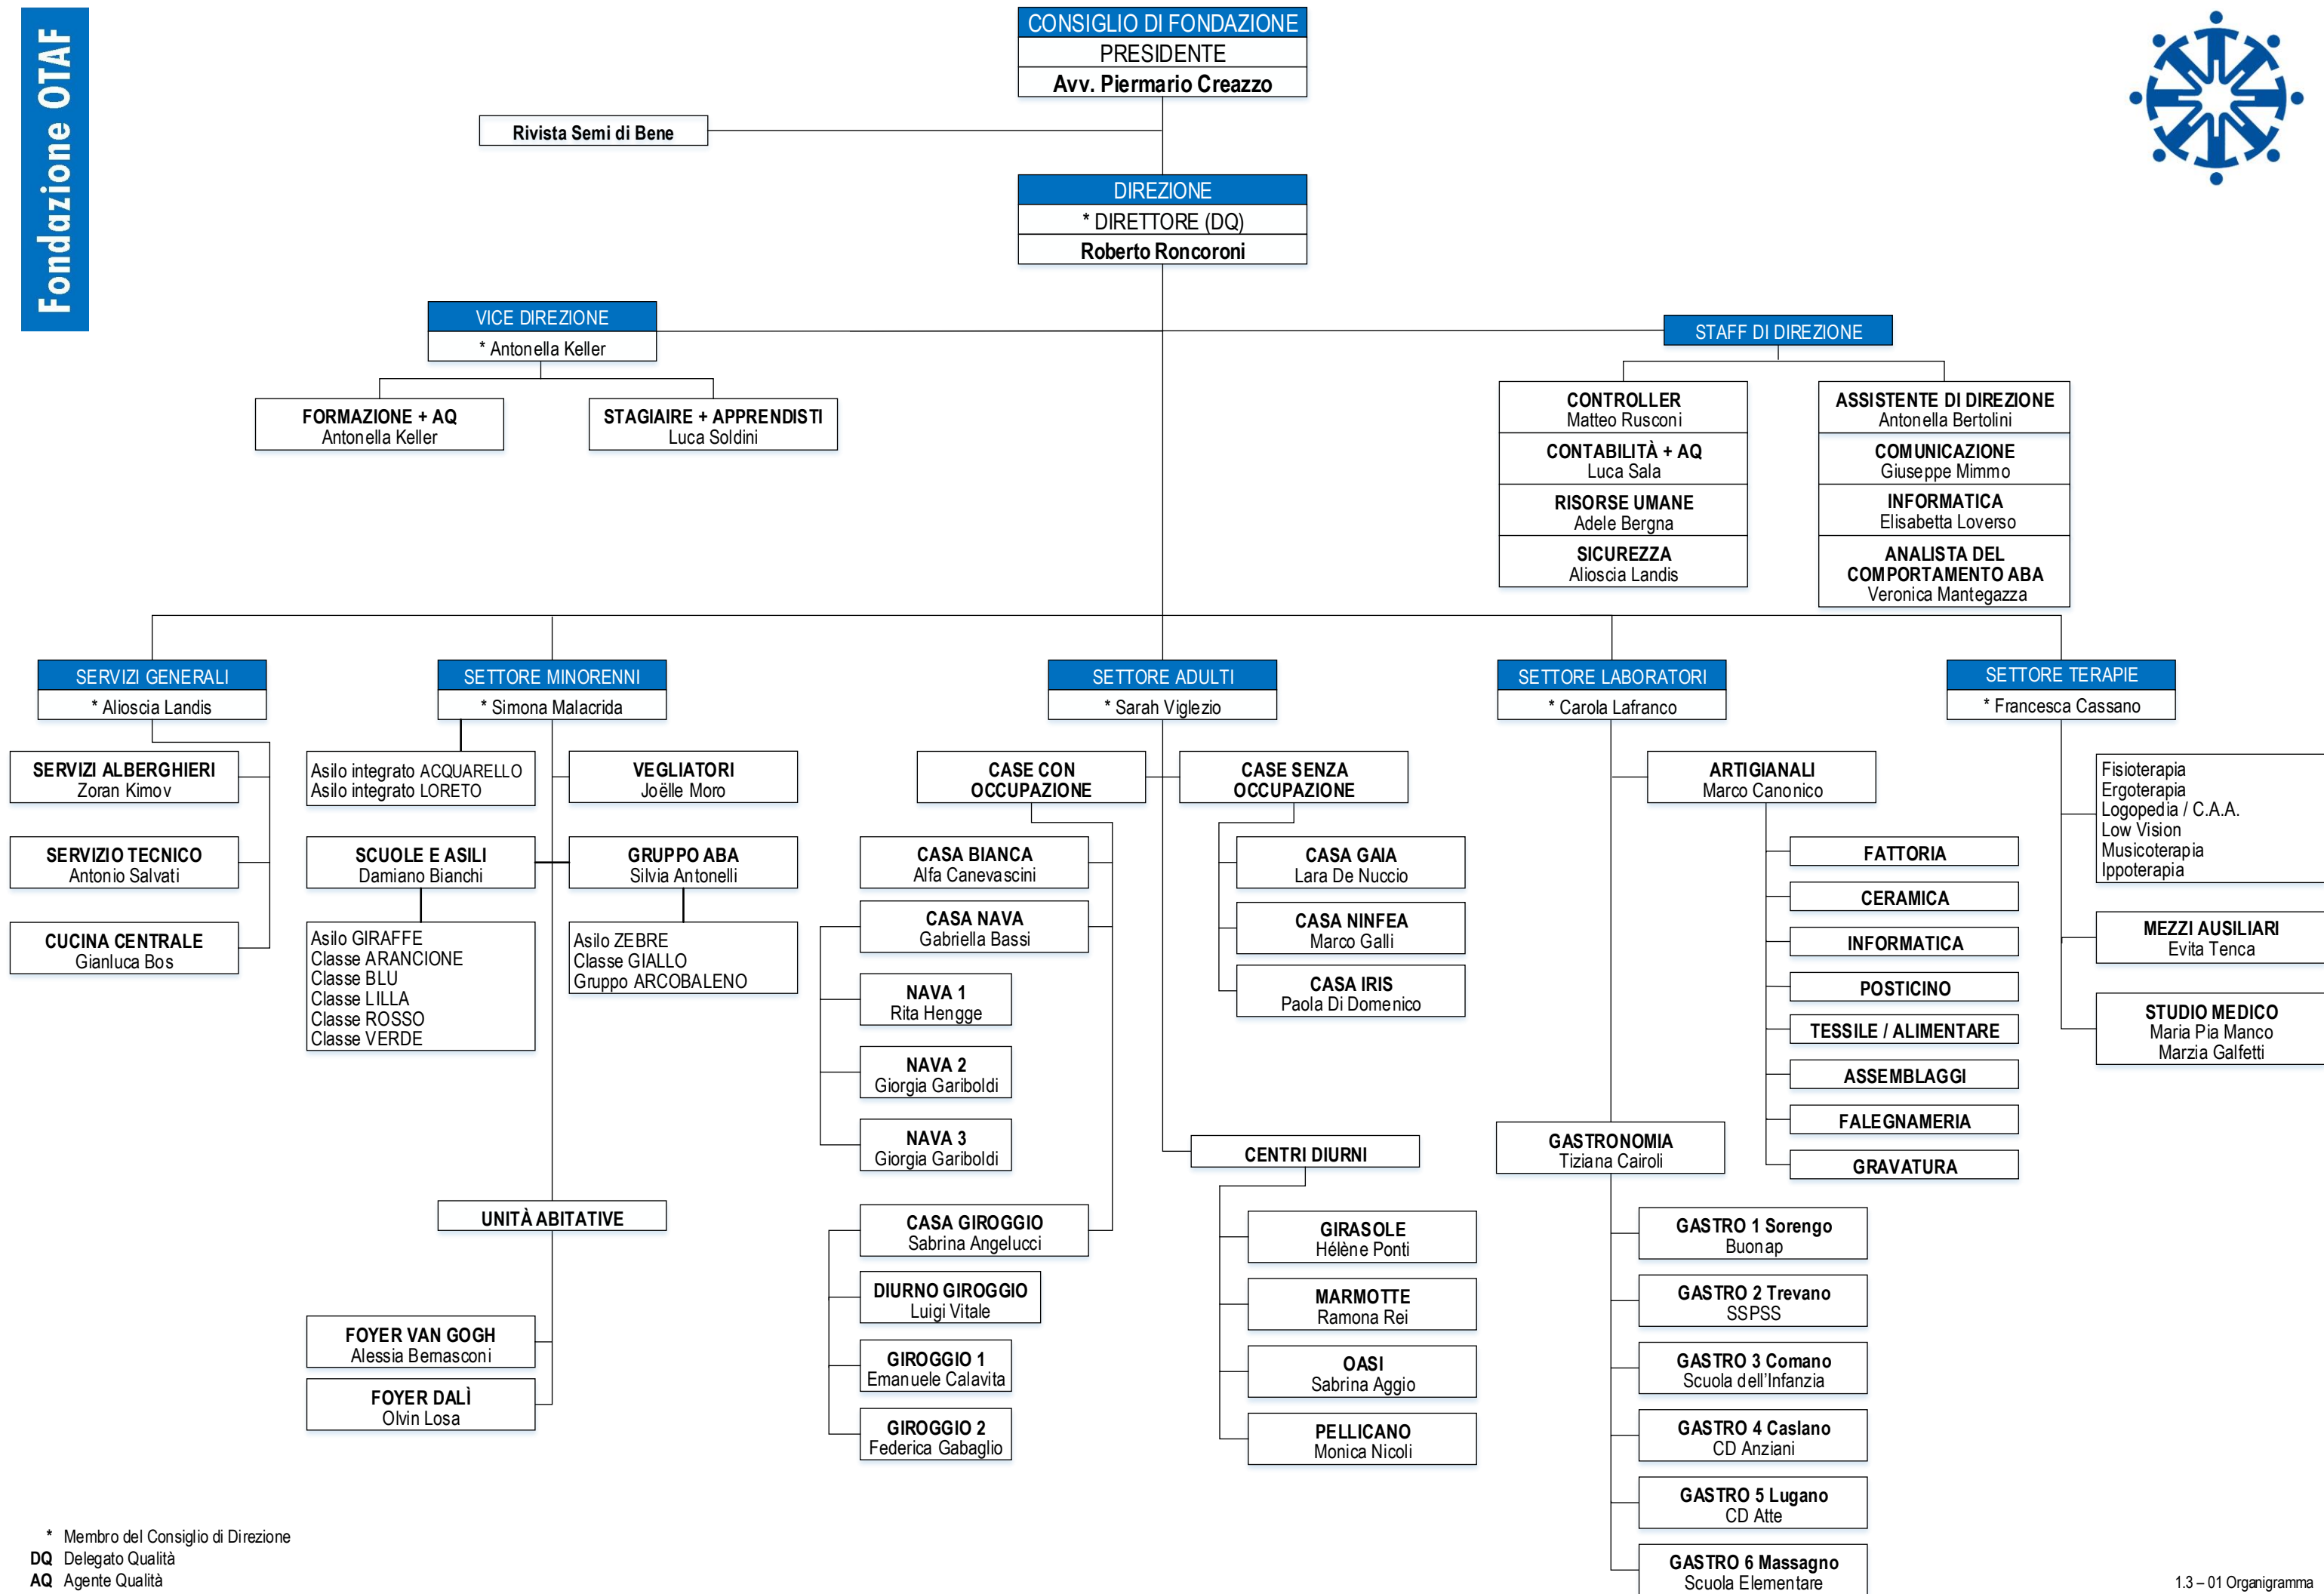 Fondazione OTAF
CONSIGLIO DI FONDAZIONE
PRESIDENTE
Avv. Piermario Creazzo
Rivista Semi di Bene
DIREZIONE
* DIRETTORE (DQ)
Roberto Roncoroni
VICE DIREZIONE
* Antonella Keller
FORMAZIONE + AQ
Antonella Keller
STAGIAIRE + APPRENDISTI
Luca Soldini
STAFF DI DIREZIONE
CONTROLLER
Matteo Rusconi
CONTABILITÀ + AQ
Luca Sala
RISORSE UMANE
Adele Bergna
SICUREZZA
Alioscia Landis
ASSISTENTE DI DIREZIONE
Antonella Bertolini
COMUNICAZIONE
Giuseppe Mimmo
INFORMATICA
Elisabetta Loverso
ANALISTA DEL
COMPORTAMENTO ABA
Veronica Mantegazza
SERVIZI GENERALI
* Alioscia Landis
SERVIZI ALBERGHIERI
Zoran Kimov
SERVIZIO TECNICO
Antonio Salvati
CUCINA CENTRALE
Gianluca Bos
SETTORE MINORENNI
* Simona Malacrida
Asilo integrato ACQUARELLO
Asilo integrato LORETO
VEGLIATORI
Joëlle Moro
SCUOLE E ASILI
Damiano Bianchi
GRUPPO ABA
Silvia Antonelli
Asilo GIRAFFE
Classe ARANCIONE
Classe BLU
Classe LILLA
Classe ROSSO
Classe VERDE
Asilo ZEBRE
Classe GIALLO
Gruppo ARCOBALENO
UNITÀ ABITATIVE
FOYER VAN GOGH
Alessia Bernasconi
FOYER DALÌ
Olvin Losa
SETTORE ADULTI
* Sarah Viglezio
CASE CON
OCCUPAZIONE
CASA BIANCA
Alfa Canevascini
CASA NAVA
Gabriella Bassi
NAVA 1
Rita Hengge
NAVA 2
Giorgia Gariboldi
NAVA 3
Giorgia Gariboldi
CASA GIROGGIO
Sabrina Angelucci
DIURNO GIROGGIO
Luigi Vitale
GIROGGIO 1
Emanuele Calavita
GIROGGIO 2
Federica Gabaglio
CASE SENZA
OCCUPAZIONE
CASA GAIA
Lara De Nuccio
CASA NINFEA
Marco Galli
CASA IRIS
Paola Di Domenico
CENTRI DIURNI
GIRASOLE
Hélène Ponti
MARMOTTE
Ramona Rei
OASI
Sabrina Aggio
PELLICANO
Monica Nicoli
SETTORE LABORATORI
* Carola Lafranco
ARTIGIANALI
Marco Canonico
FATTORIA
CERAMICA
INFORMATICA
POSTICINO
TESSILE / ALIMENTARE
ASSEMBLAGGI
FALEGNAMERIA
GRAVATURA
GASTRONOMIA
Tiziana Cairoli
GASTRO 1 Sorengo
Buonap
GASTRO 2 Trevano
SSPSS
GASTRO 3 Comano
Scuola dell'Infanzia
GASTRO 4 Caslano
CD Anziani
GASTRO 5 Lugano
CD Atte
GASTRO 6 Massagno
Scuola Elementare
SETTORE TERAPIE
* Francesca Cassano
Fisioterapia
Ergoterapia
Logopedia / C.A.A.
Low Vision
Musicoterapia
Ippoterapia
MEZZI AUSILIARI
Evita Tenca
STUDIO MEDICO
Maria Pia Manco
Marzia Galfetti
* Membro del Consiglio di Direzione
DQ Delegato Qualità
AQ Agente Qualità
1.3 – 01 Organigramma